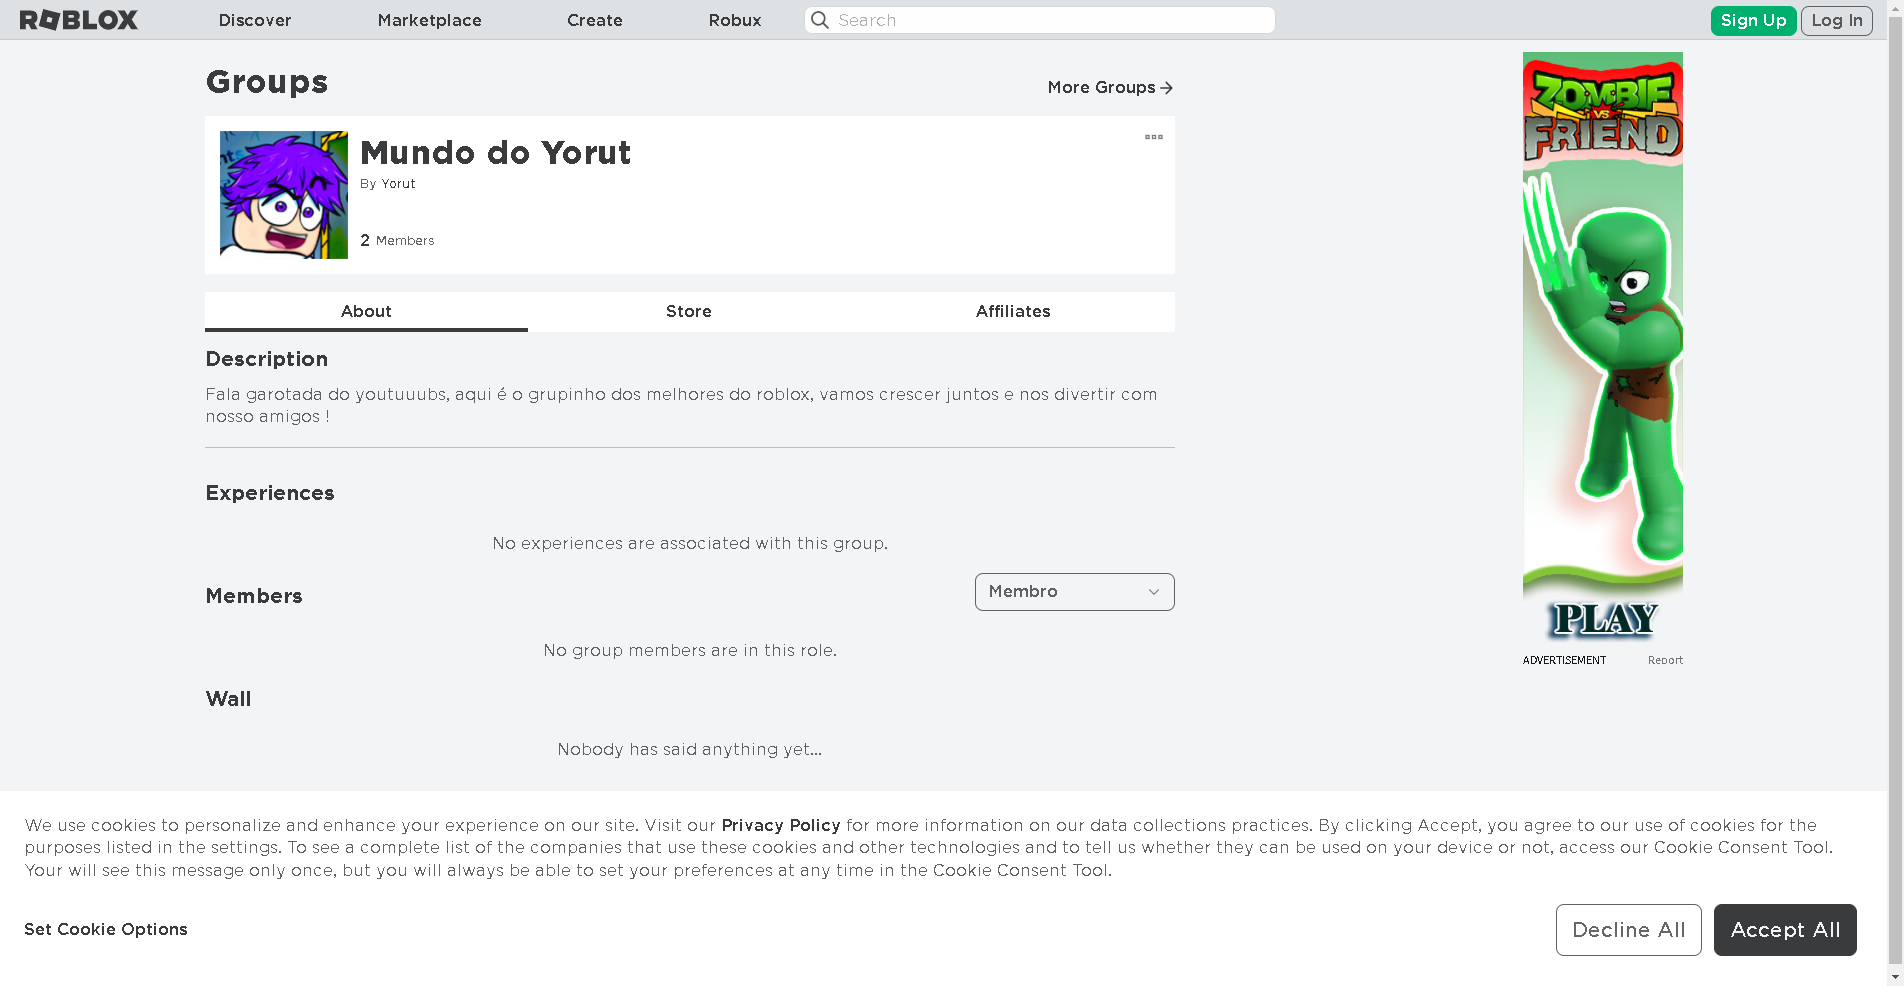 ROBLOX
Discover
Marketplace
Create
Robux
Search
Sign Up
Log In
Groups
More Groups
Mundo do Yorut
By Yorut
2 Members
About
Store
Affiliates
Description
Fala garotada do youtuuubs, aqui é o grupinho dos melhores do roblox, vamos crescer juntos e nos divertir com
nosso amigos !
Experiences
No experiences are associated with this group.
Members
Membro
No group members are in this role.
Wall
Nobody has said anything yet...
ZOMBIE
VS
FRIEND
PLAY
ADVERTISEMENT
Report
We use cookies to personalize and enhance your experience on our site. Visit our Privacy Policy for more information on our data collections practices. By clicking Accept, you agree to our use of cookies for the
purposes listed in the settings. To see a complete list of the companies that use these cookies and other technologies and to tell us whether they can be used on your device or not, access our Cookie Consent Tool.
Your will see this message only once, but you will always be able to set your preferences at any time in the Cookie Consent Tool.
Set Cookie Options
Decline All
Accept All